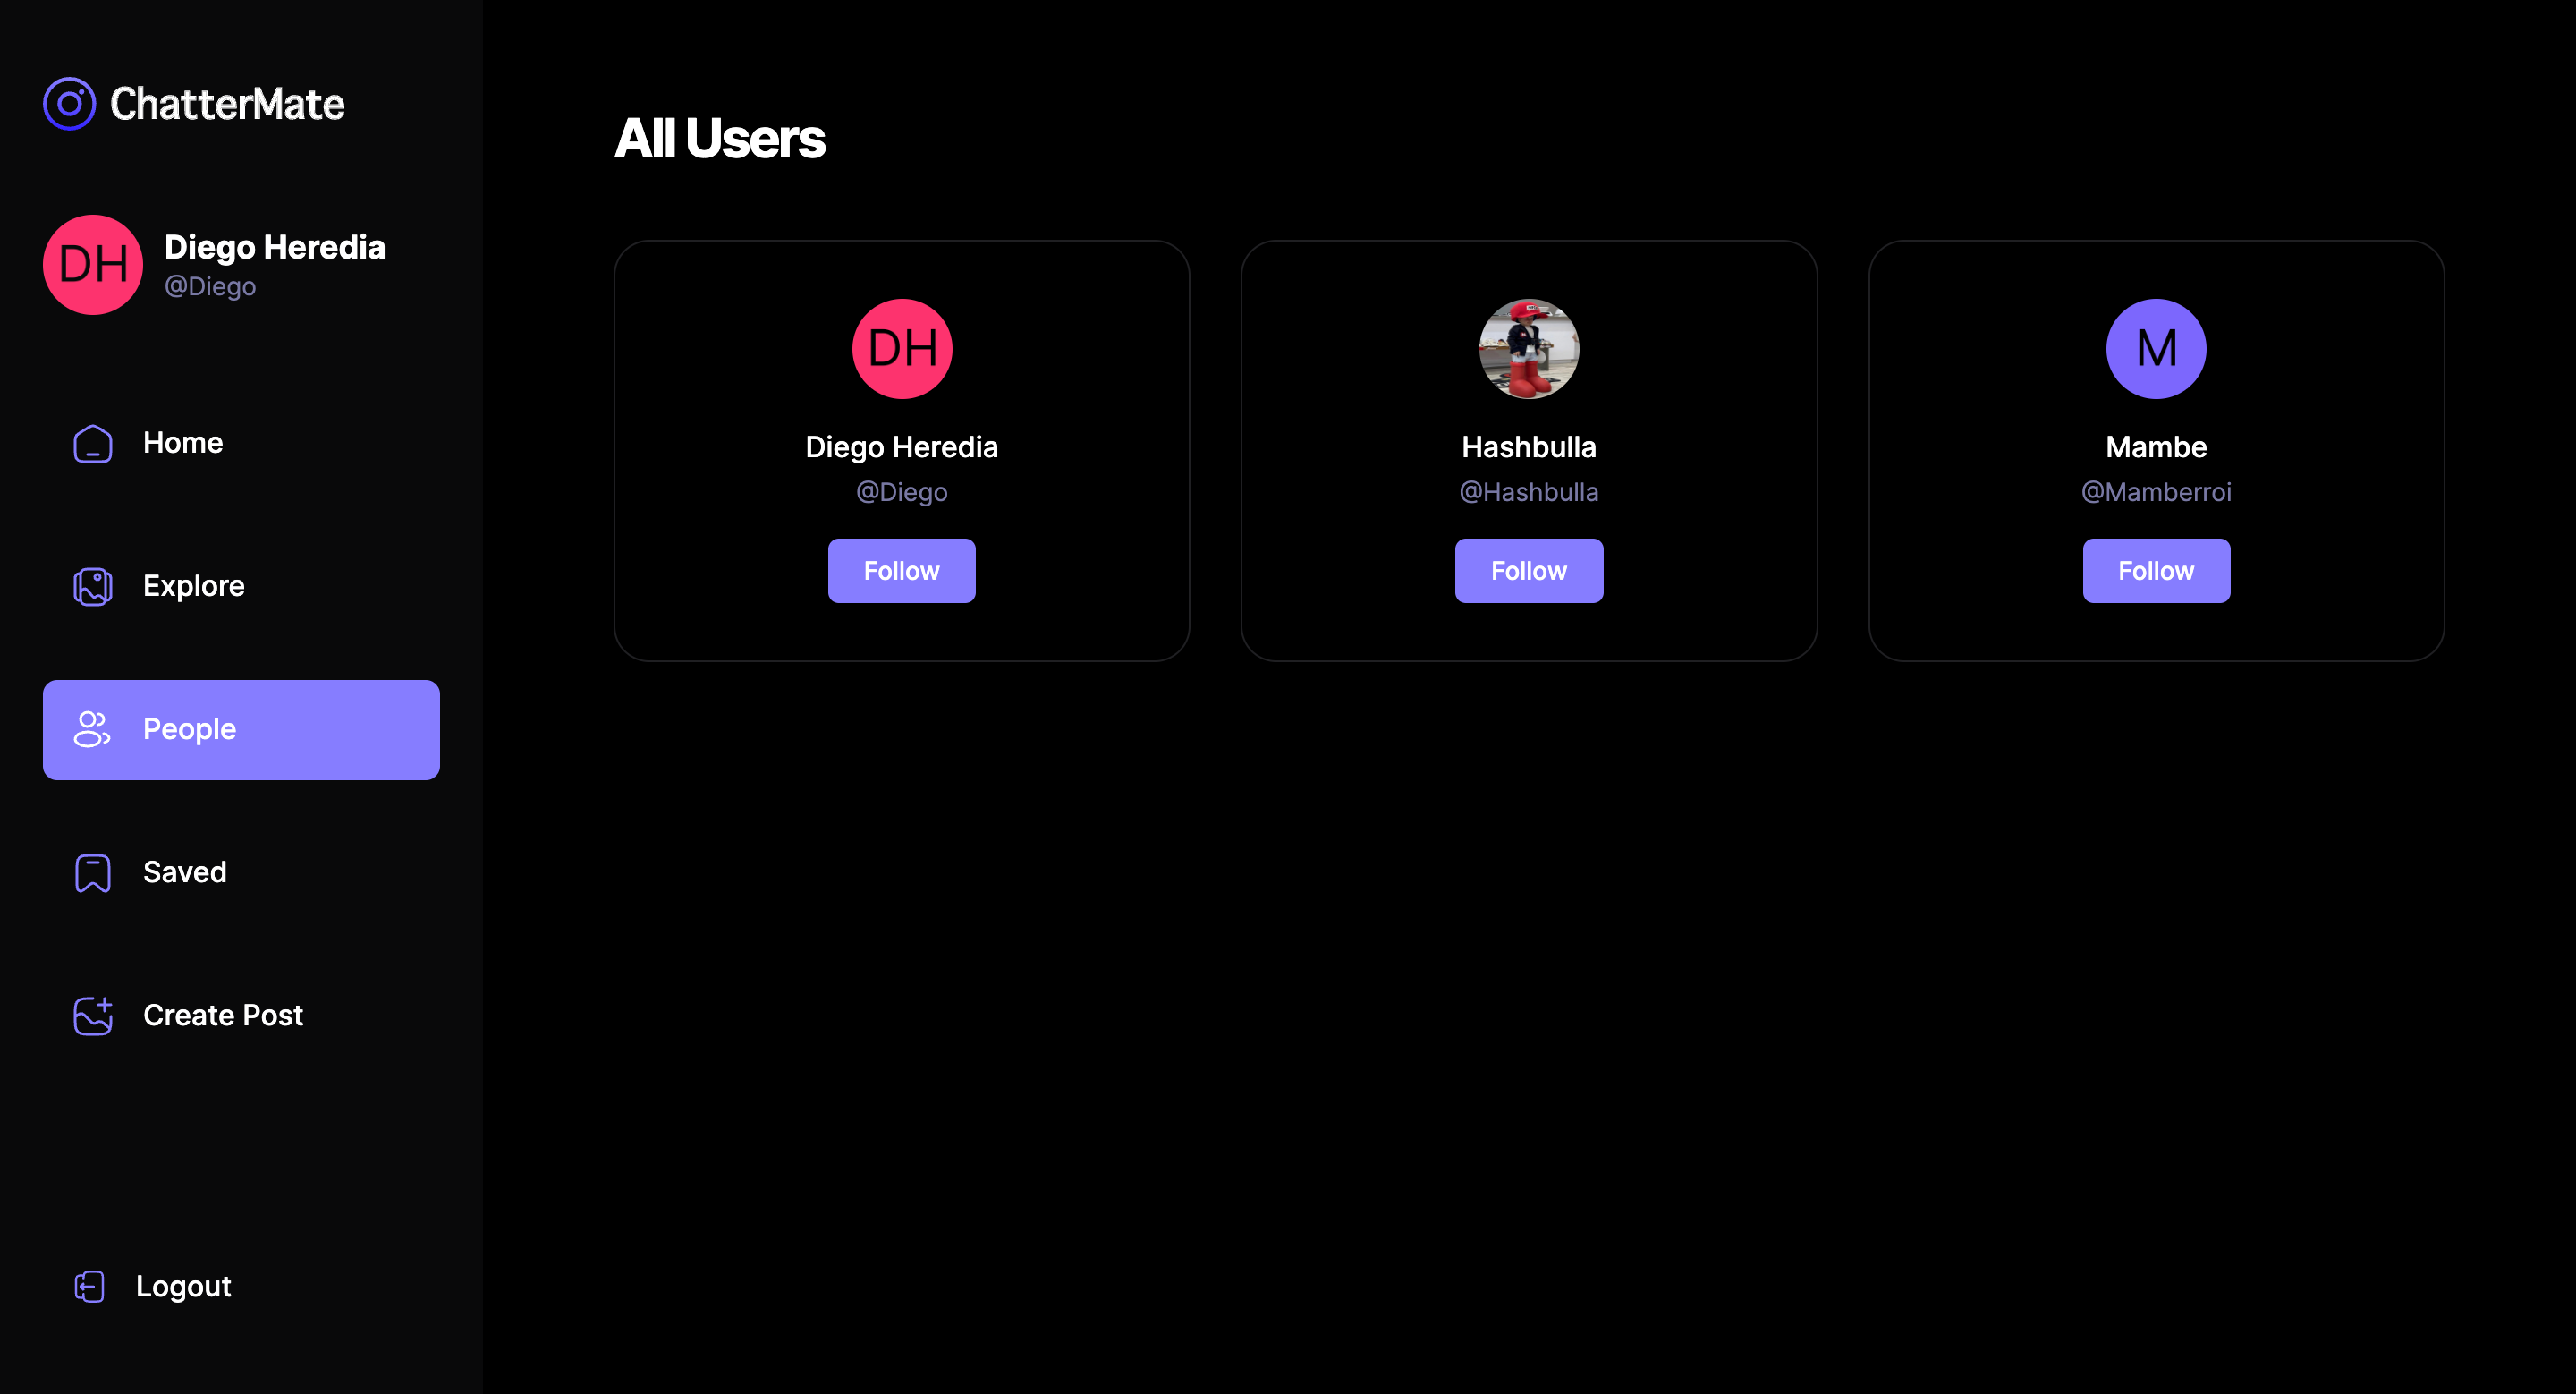 ChatterMate
DH
Diego Heredia
@Diego
Home
Explore
People
Saved
Create Post
Logout
All Users
DH
Diego Heredia
@Diego
Follow
Hashbulla
@Hashbulla
Follow
M
Mambe
@Mamberroi
Follow